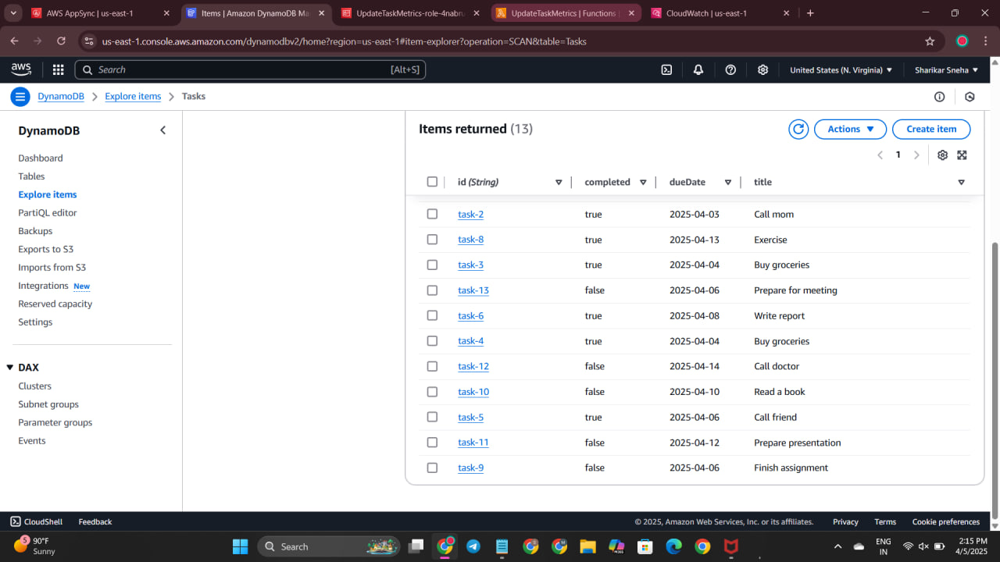 AWS AppSync | us-east-1
Items | Amazon DynamoDB Ma
UpdateTaskMetrics-role-4nabru
UpdateTaskMetrics | Functions |
CloudWatch | us-east-1
us-east-1.console.aws.amazon.com/dynamodbv2/home?region=us-east-1#item-explorer?operation=SCAN&table=Tasks
aws
Search [Alt+S]
United States (N. Virginia)
Sharikar Sneha
DynamoDB > Explore items > Tasks
DynamoDB
Dashboard
Tables
Explore items
PartiQL editor
Backups
Exports to S3
Imports from S3
Integrations New
Reserved capacity
Settings
DAX
Clusters
Subnet groups
Parameter groups
Events
Items returned (13)
Actions
Create item
1
id (String) completed dueDate title
task-2 true 2025-04-03 Call mom
task-8 true 2025-04-13 Exercise
task-3 true 2025-04-04 Buy groceries
task-13 false 2025-04-06 Prepare for meeting
task-6 true 2025-04-08 Write report
task-4 true 2025-04-04 Buy groceries
task-12 false 2025-04-14 Call doctor
task-10 false 2025-04-10 Read a book
task-5 true 2025-04-06 Call friend
task-11 false 2025-04-12 Prepare presentation
task-9 false 2025-04-06 Finish assignment
CloudShell Feedback
© 2025, Amazon Web Services, Inc. or its affiliates. Privacy Terms Cookie preferences
5
90°F
Sunny
Search
ENG
IN
2:15 PM
4/5/2025